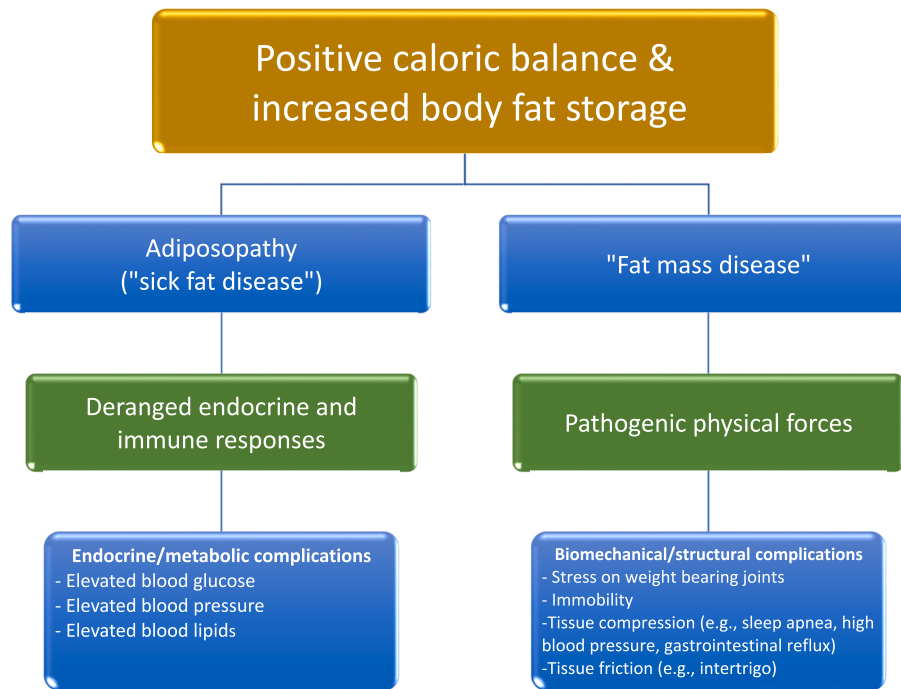 Positive caloric balance &
increased body fat storage
Adiposopathy
("sick fat disease")
"Fat mass disease"
Deranged endocrine and
immune responses
Pathogenic physical forces
Endocrine/metabolic complications
- Elevated blood glucose
- Elevated blood pressure
- Elevated blood lipids
Biomechanical/structural complications
- Stress on weight bearing joints
- Immobility
-Tissue compression (e.g., sleep apnea, high
blood pressure, gastrointestinal reflux)
-Tissue friction (e.g., intertrigo)